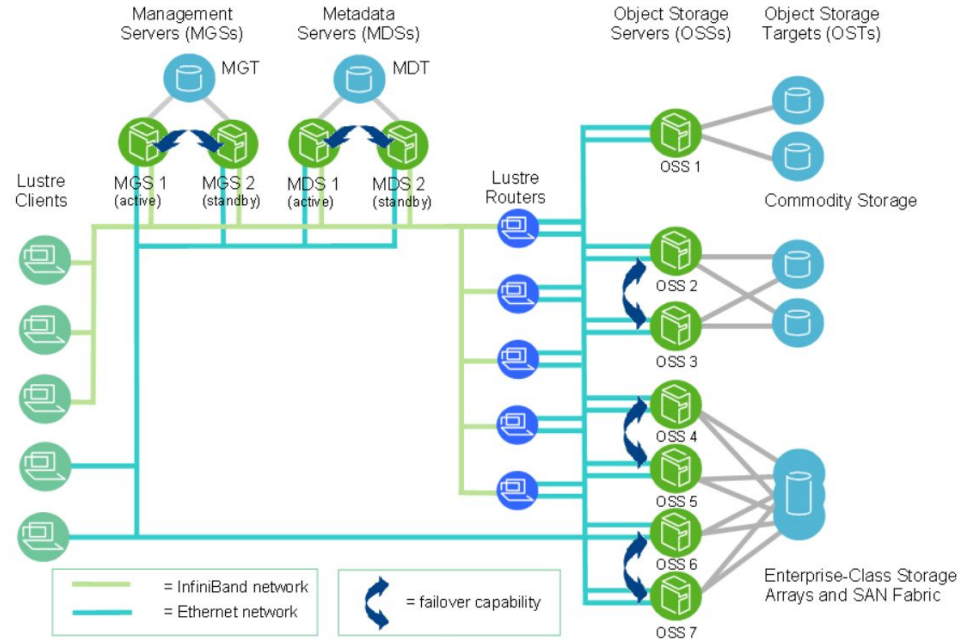 Management
Servers (MGSs)
Metadata
Servers (MDSs)
Object Storage
Servers (OSSs)
Object Storage
Targets (OSTs)
MGT
MDT
Lustre
Clients
MGS 1
(active)
MGS 2
(standby)
MDS 1
(active)
MDS 2
(standby)
Lustre
Routers
OSS 1
Commodity Storage
OSS 2
OSS 3
OSS 4
OSS 5
OSS 6
OSS 7
Enterprise-Class Storage
Arrays and SAN Fabric
= InfiniBand network
= Ethernet network
= failover capability